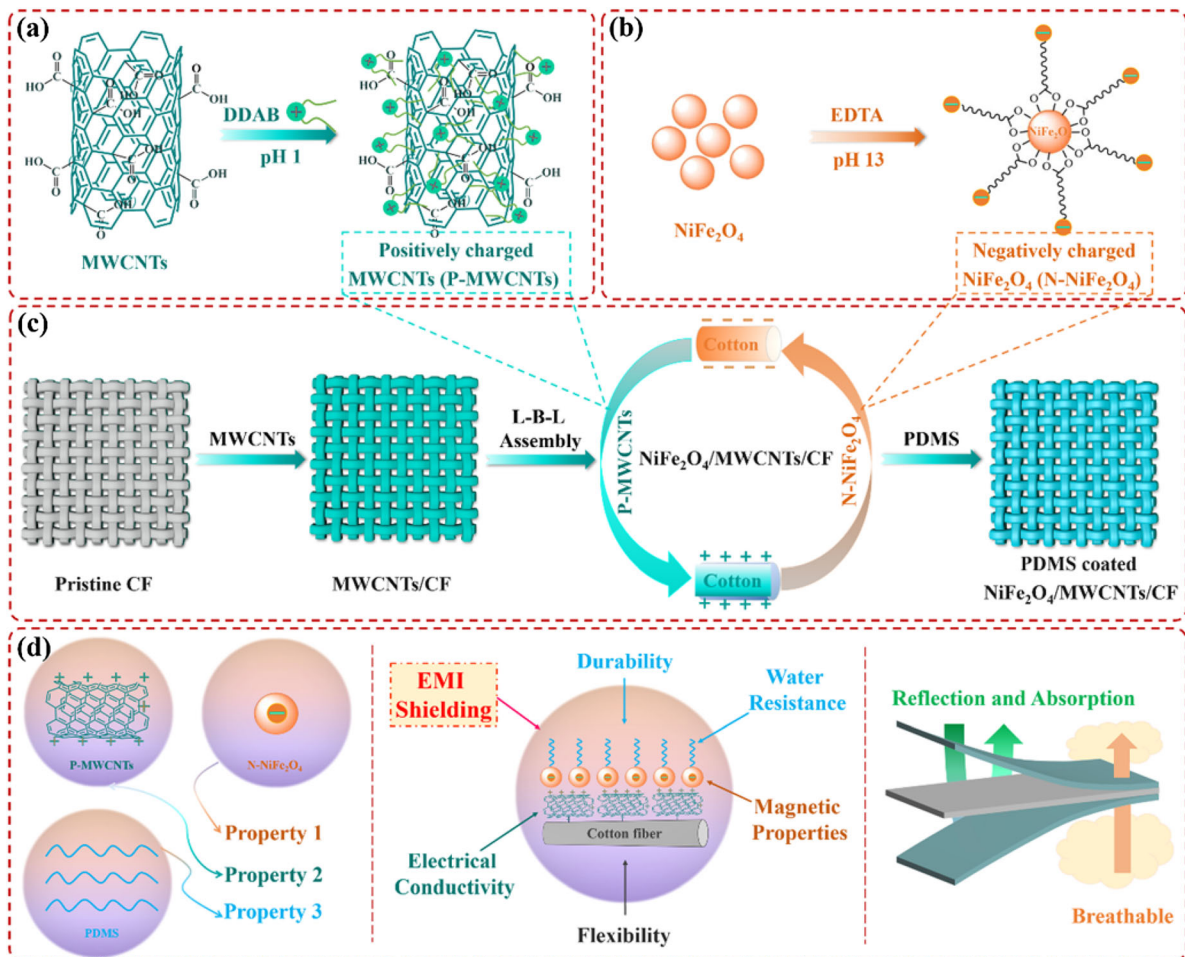 (a)
DDAB
pH 1
MWCNTs
Positively charged
MWCNTs (P-MWCNTs)
(b)
EDTA
pH 13
NiFe₂O₄
NiFe₂O
Negatively charged
NiFe₂O₄ (N-NiFe₂O₄)
(c)
Pristine CF
MWCNTs
MWCNTs/CF
L-B-L
Assembly
Cotton
P-MWCNTs
NiFe₂O₄/MWCNTs/CF
N-NiFe₂O₄
Cotton
PDMS
PDMS coated
NiFe₂O₄/MWCNTs/CF
(d)
P-MWCNTs
N-NiFe₂O₄
PDMS
Property 1
Property 2
Property 3
EMI
Shielding
Durability
Water
Resistance
Magnetic
Properties
Cotton fiber
Electrical
Conductivity
Flexibility
Reflection and Absorption
Breathable